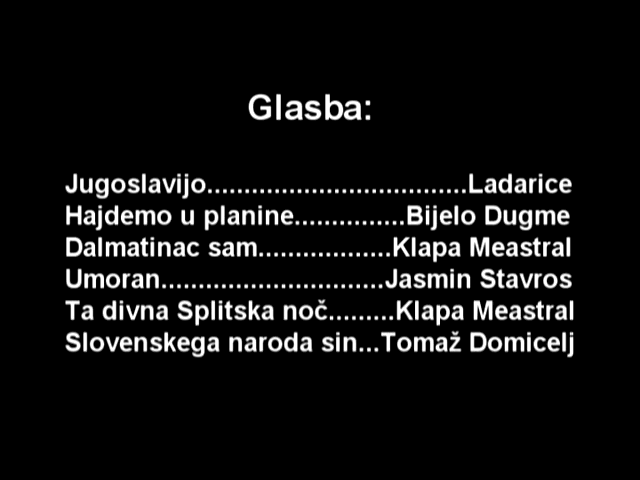 Glasba:
Jugoslavijo...................................Ladarice
Hajdemo u planine...............Bijelo Dugme
Dalmatinac sam..................Klapa Meastral
Umoran..............................Jasmin Stavros
Ta divna Splitska noč.........Klapa Meastral
Slovenskega naroda sin...Tomaž Domicelj